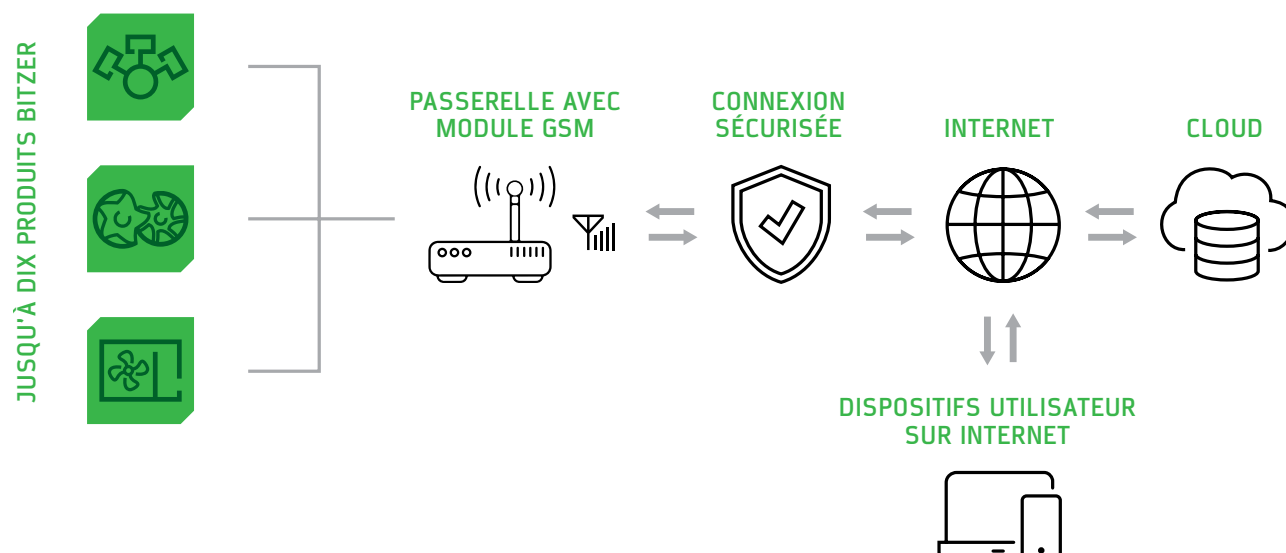 JUSQU'À DIX PRODUITS BITZER
PASSERELLE AVEC
MODULE GSM
CONNEXION
SÉCURISÉE
INTERNET
CLOUD
DISPOSITIFS UTILISATEUR
SUR INTERNET